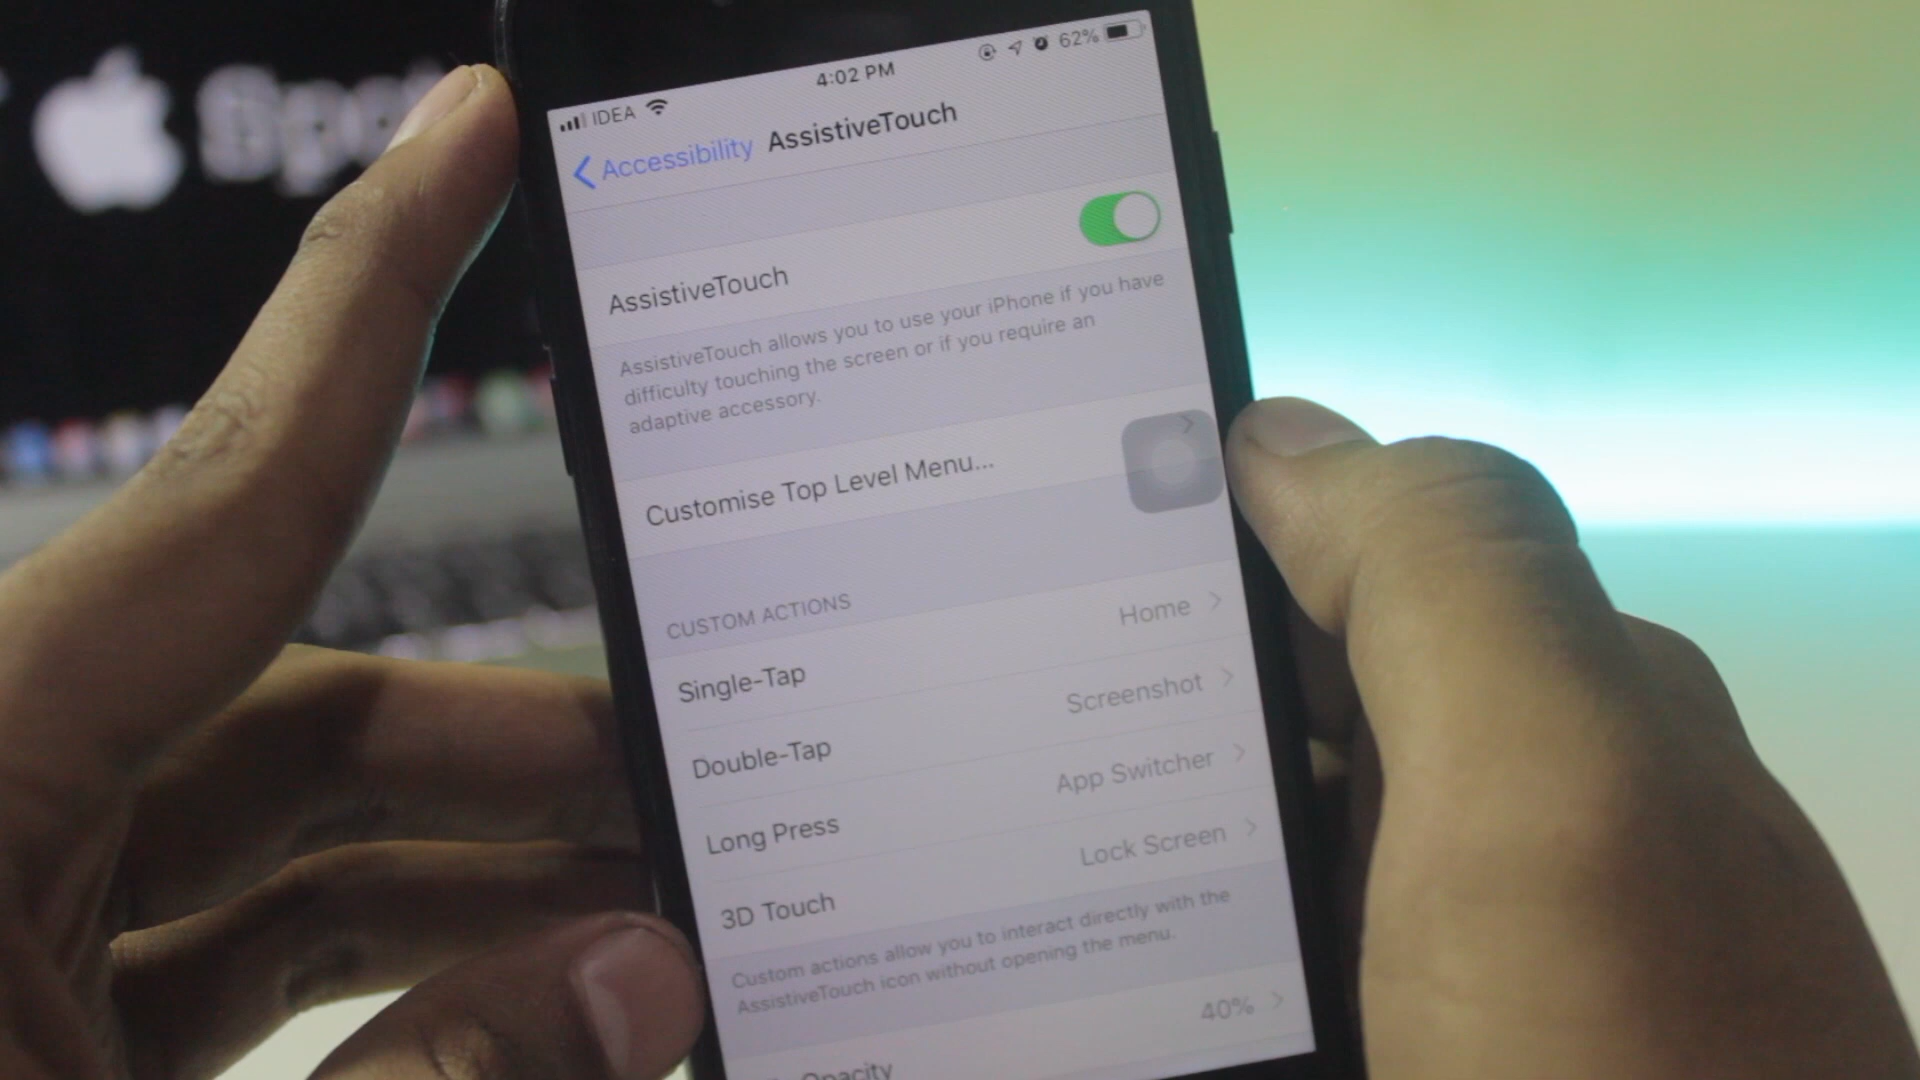 Spo
IDEA
4:02 PM
62%
Accessibility AssistiveTouch
AssistiveTouch
AssistiveTouch allows you to use your iPhone if you have
difficulty touching the screen or if you require an
adaptive accessory.
Customise Top Level Menu...
CUSTOM ACTIONS
Single-Tap Home
Double-Tap Screenshot
Long Press App Switcher
3D Touch Lock Screen
Custom actions allow you to interact directly with the
AssistiveTouch icon without opening the menu.
Opacity 40%